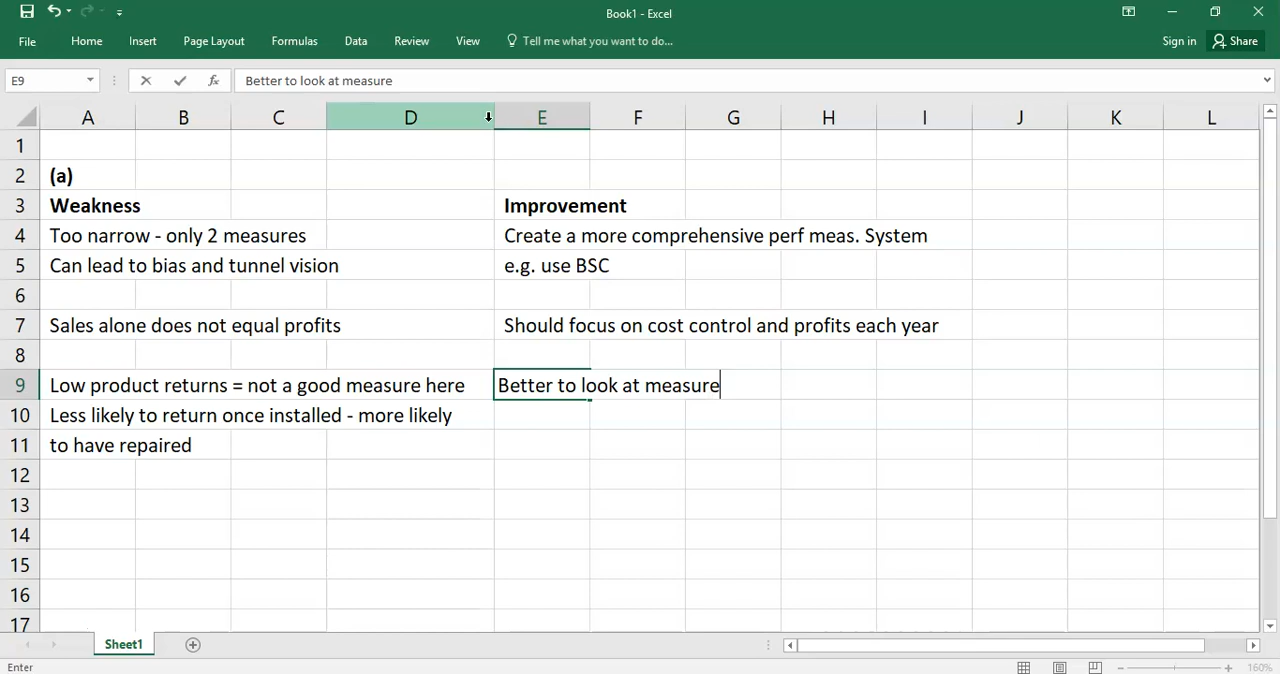 Book1 - Excel
File Home Insert Page Layout Formulas Data Review View Tell me what you want to do... Sign in Share
E9 fx Better to look at measure
A B C D E F G H I J K L
1
2 (a)
3 Weakness Improvement
4 Too narrow - only 2 measures Create a more comprehensive perf meas. System
5 Can lead to bias and tunnel vision e.g. use BSC
6
7 Sales alone does not equal profits Should focus on cost control and profits each year
8
9 Low product returns = not a good measure here Better to look at measure
10 Less likely to return once installed - more likely
11 to have repaired
12
13
14
15
16
17
Sheet1
Enter 160%